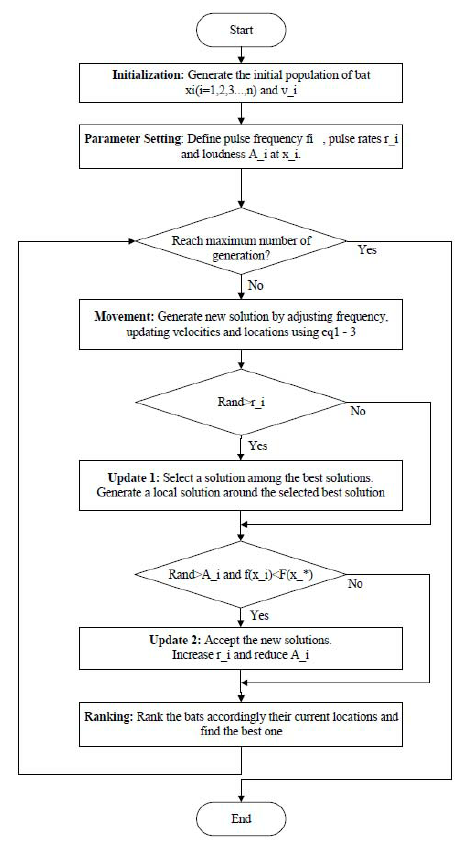 Start
Initialization: Generate the initial population of bat
xi(i=1,2,3...,n) and v_i
Parameter Setting: Define pulse frequency fi , pulse rates r_i
and loudness A_i at x_i.
Reach maximum number of
generation?
Yes
No
Movement: Generate new solution by adjusting frequency,
updating velocities and locations using eq1 - 3
Rand>r_i
No
Yes
Update 1: Select a solution among the best solutions.
Generate a local solution around the selected best solution
Rand>A_i and f(x_i)<F(x_*)
No
Yes
Update 2: Accept the new solutions.
Increase r_i and reduce A_i
Ranking: Rank the bats accordingly their current locations and
find the best one
End